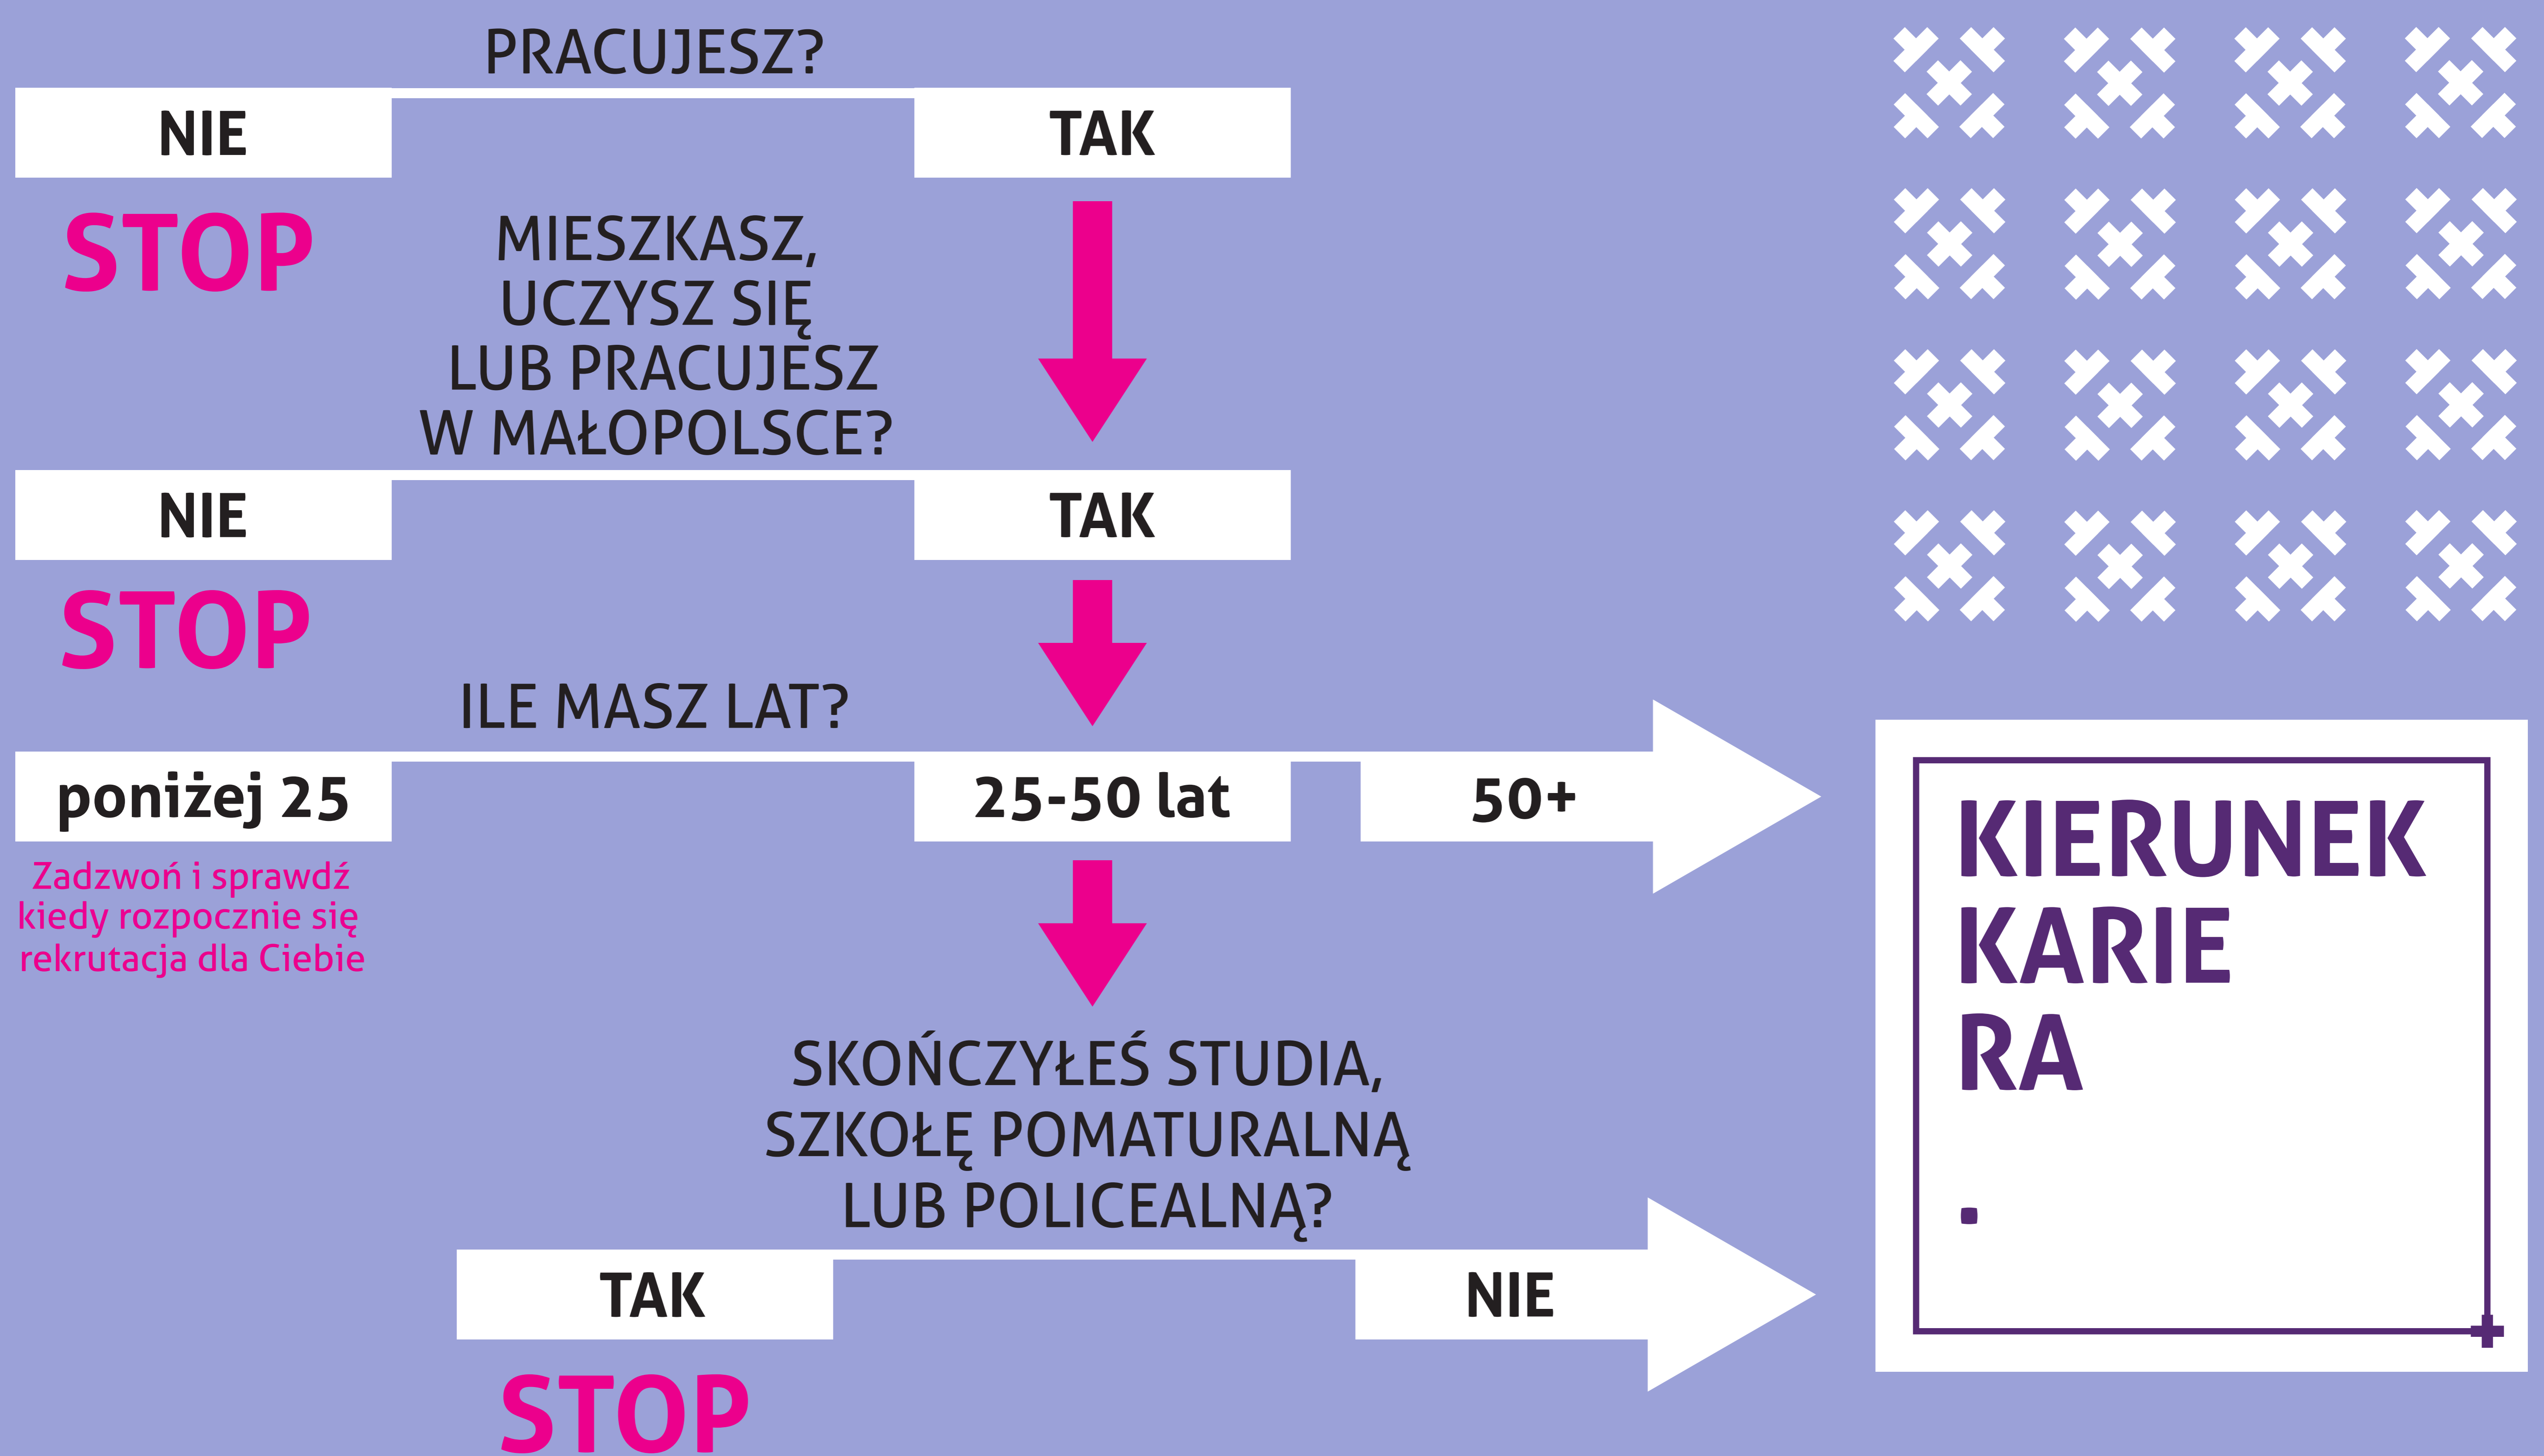 PRACUJESZ?
NIE
TAK
STOP
MIESZKASZ,
UCZYSZ SIĘ
LUB PRACUJESZ
W MAŁOPOLSCE?
NIE
TAK
STOP
ILE MASZ LAT?
poniżej 25
25-50 lat
50+
Zadzwoń i sprawdź
kiedy rozpocznie się
rekrutacja dla Ciebie
SKOŃCZYŁEŚ STUDIA,
SZKOŁĘ POMATURALNĄ
LUB POLICEALNĄ?
TAK
NIE
STOP
KIERUNEK
KARIE
RA
.